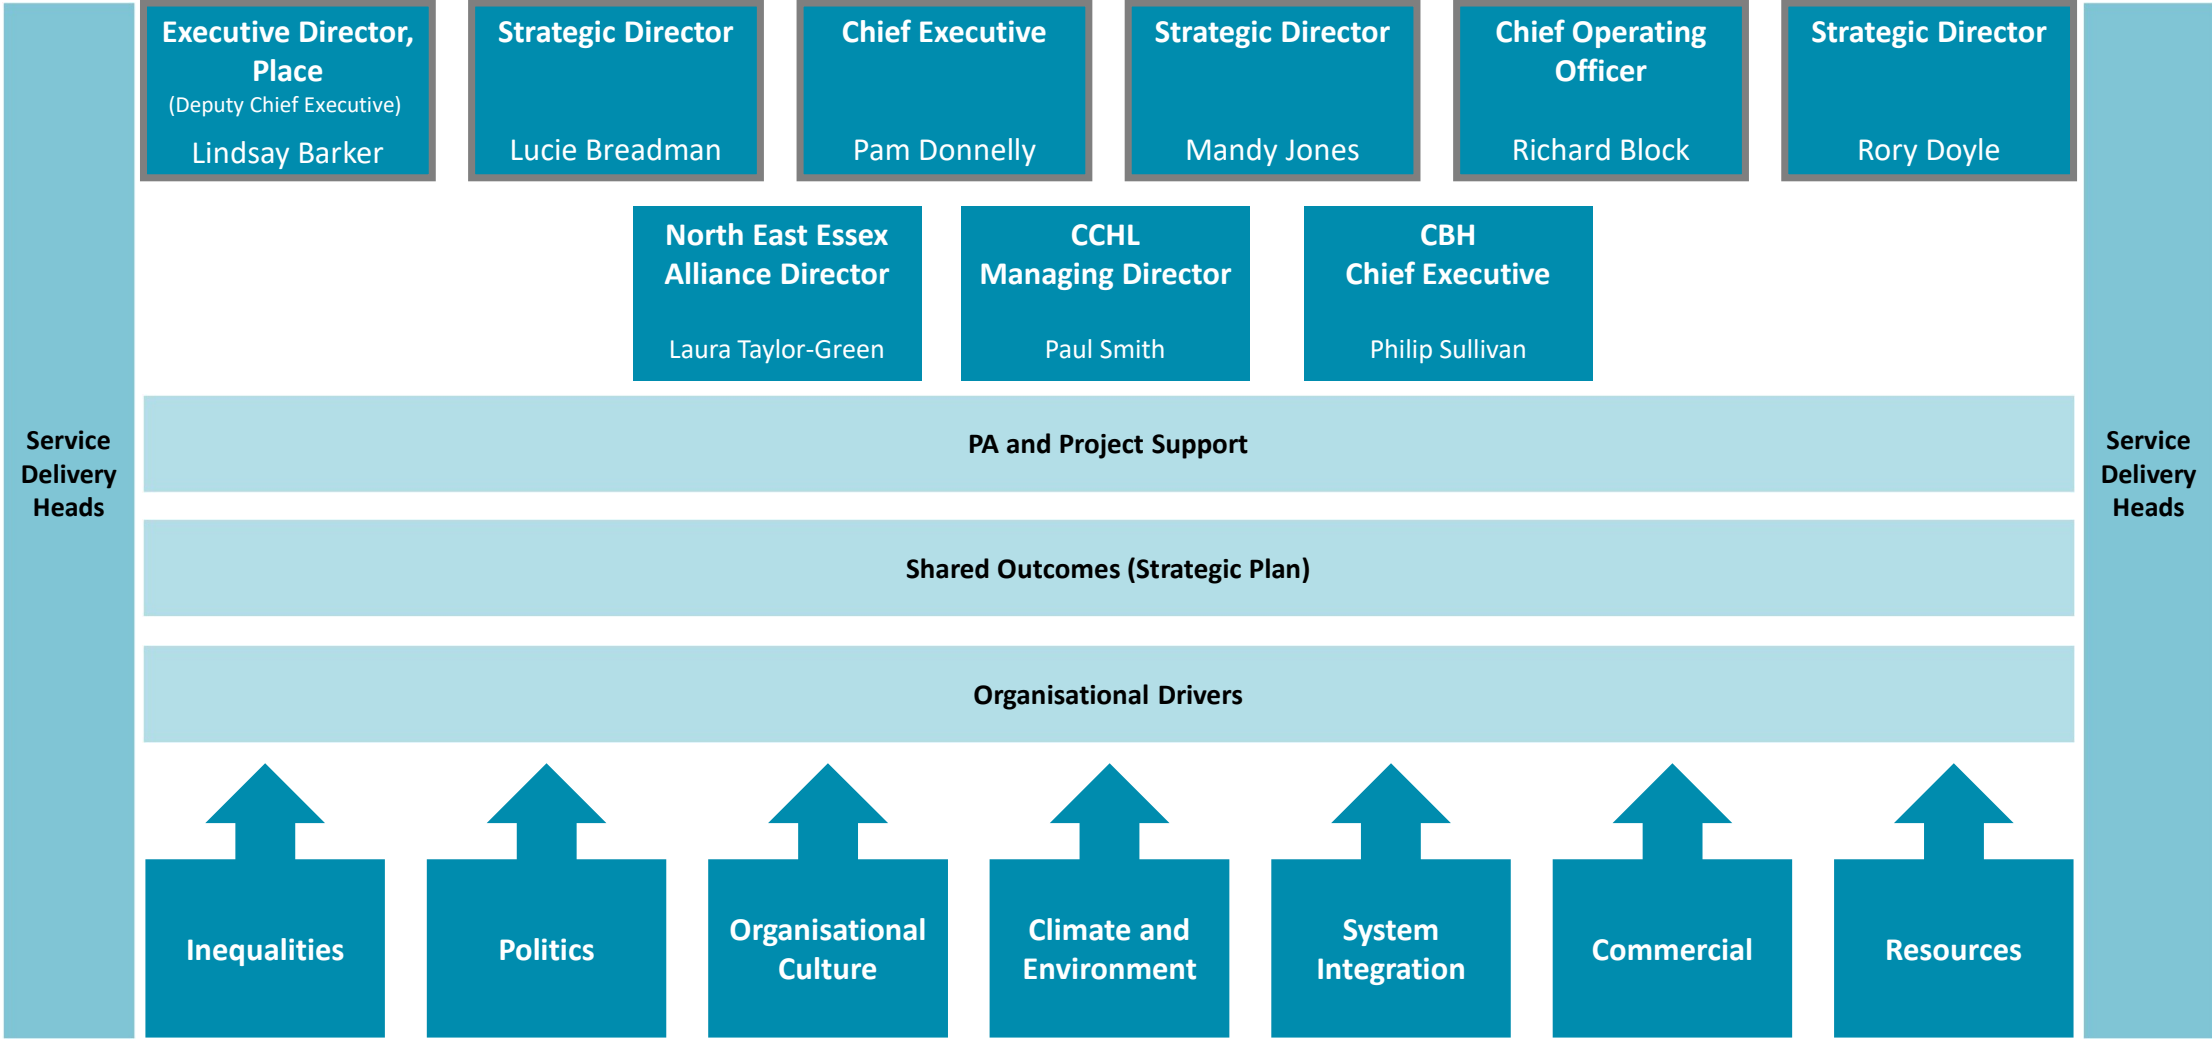 Executive Director,
Place
(Deputy Chief Executive)
Lindsay Barker
Strategic Director
Lucie Breadman
Chief Executive
Pam Donnelly
Strategic Director
Mandy Jones
Chief Operating
Officer
Richard Block
Strategic Director
Rory Doyle
North East Essex
Alliance Director
Laura Taylor-Green
CCHL
Managing Director
Paul Smith
CBH
Chief Executive
Philip Sullivan
Service
Delivery
Heads
PA and Project Support
Shared Outcomes (Strategic Plan)
Organisational Drivers
Service
Delivery
Heads
Inequalities
Politics
Organisational
Culture
Climate and
Environment
System
Integration
Commercial
Resources